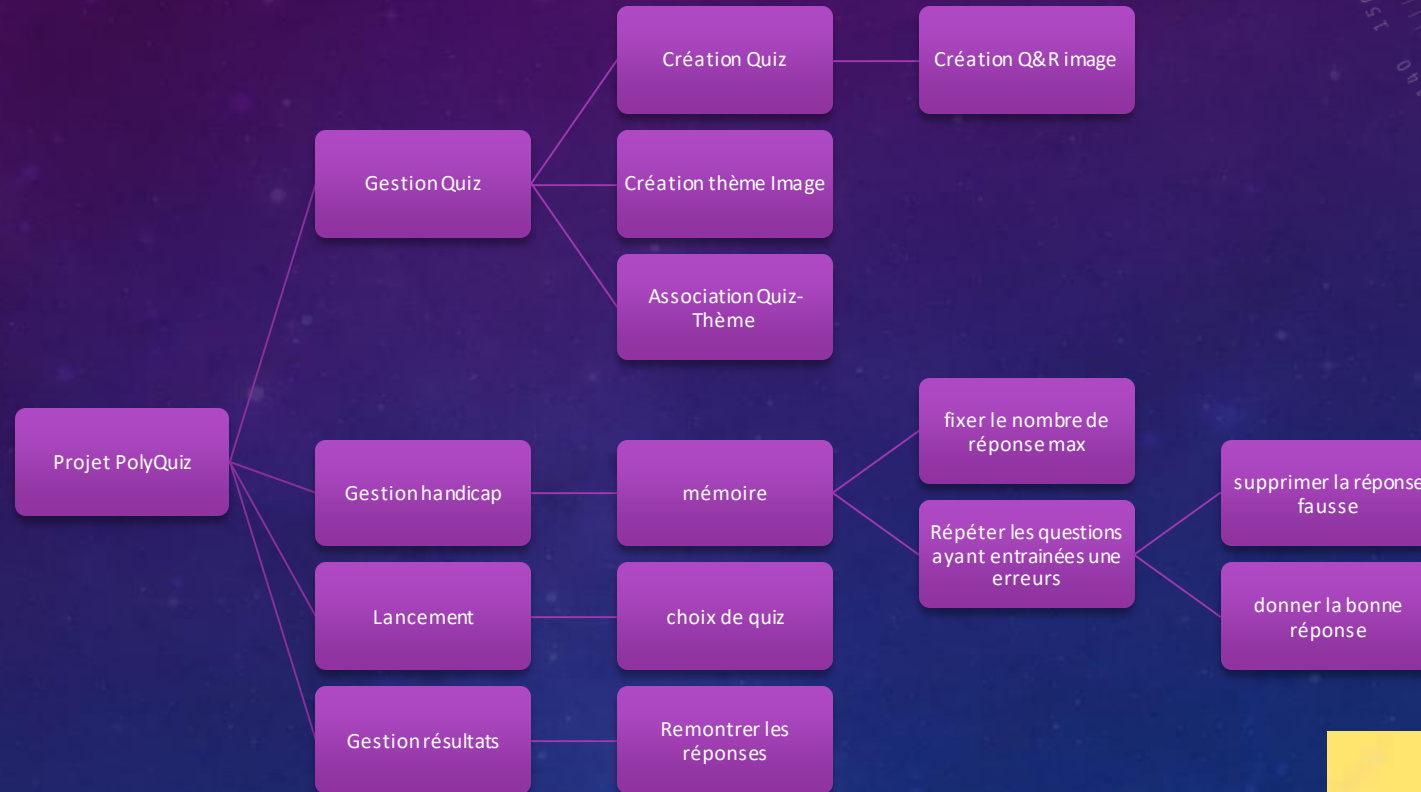 Création Quiz
Création Q&R image
Gestion Quiz
Création thème Image
Association Quiz-
Thème
Projet PolyQuiz
Gestion handicap
mémoire
fixer le nombre de
réponse max
Répéter les questions
ayant entrainées une
erreurs
supprimer la réponse
fausse
donner la bonne
réponse
Lancement
choix de quiz
Gestion résultats
Remontrer les
réponses
40